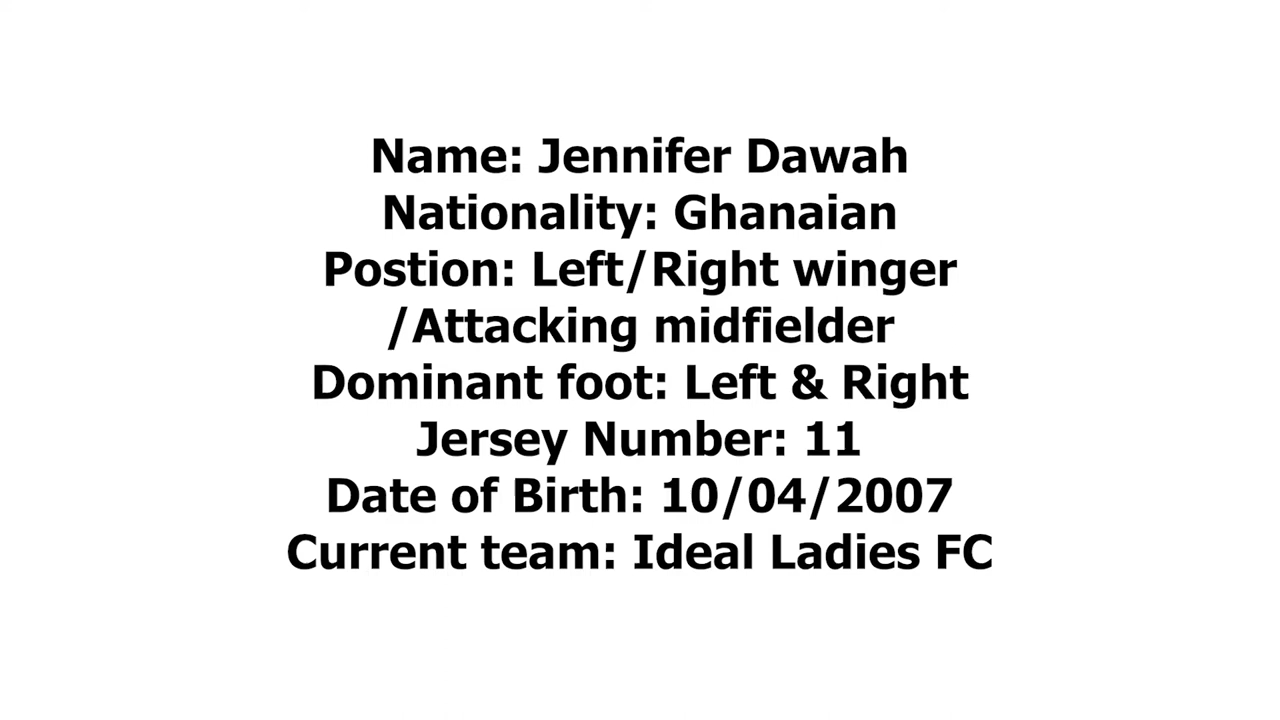 Name: Jennifer Dawah
Nationality: Ghanaian
Postion: Left/Right winger
/Attacking midfielder
Dominant foot: Left & Right
Jersey Number: 11
Date of Birth: 10/04/2007
Current team: Ideal Ladies FC